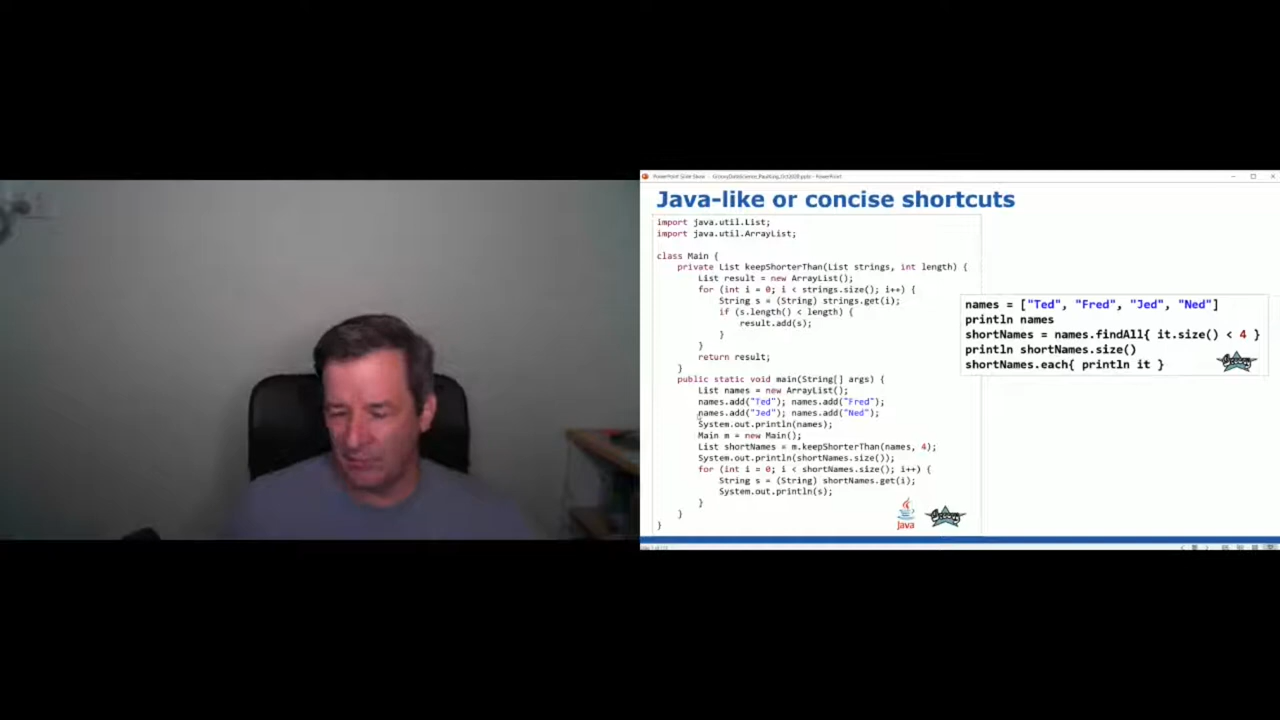 Java-like or concise shortcuts
import java.util.List;
import java.util.ArrayList;
class Main {
private List keepShorterThan(List strings, int length) {
List result = new ArrayList();
for (int i = 0; i < strings.size(); i++) {
String s = (String) strings.get(i);
if (s.length() < length) {
result.add(s);
}
}
return result;
}
public static void main(String[] args) {
List names = new ArrayList();
names.add("Ted"); names.add("Fred");
names.add("Jed"); names.add("Ned");
System.out.println(names);
Main m = new Main();
List shortNames = m.keepShorterThan(names, 4);
System.out.println(shortNames.size());
for (int i = 0; i < shortNames.size(); i++) {
String s = (String) shortNames.get(i);
System.out.println(s);
}
}
}
Java
Groovy
names = ["Ted", "Fred", "Jed", "Ned"]
println names
shortNames = names.findAll{ it.size() < 4 }
println shortNames.size()
shortNames.each{ println it }
Groovy